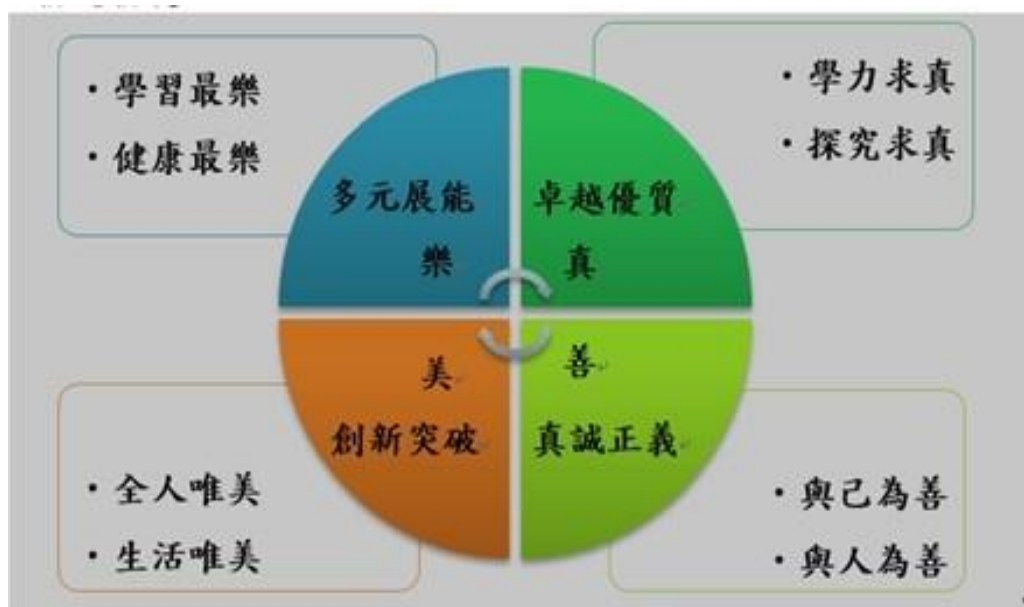 ・學習最樂
・健康最樂
・學力求真
・探究求真
多元展能
樂
卓越優質
真
美
創新突破
善
真誠正義
・全人唯美
・生活唯美
・與己為善
・與人為善